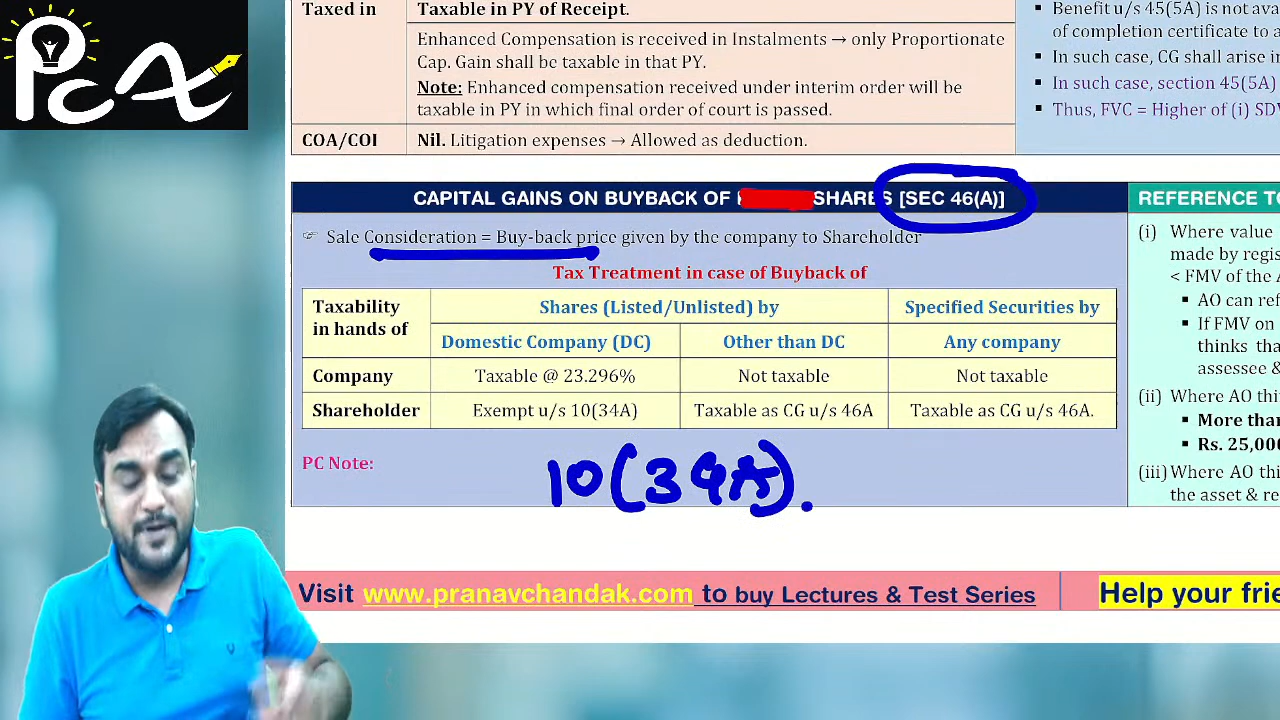 PCA
Taxed in
Taxable in PY of Receipt.
Enhanced Compensation is received in Instalments → only Proportionate
Cap. Gain shall be taxable in that PY.
Note: Enhanced compensation received under interim order will be
taxable in PY in which final order of court is passed.
COA/COI
Nil. Litigation expenses → Allowed as deduction.
▪ Benefit u/s 45(5A) is not ava
of completion certificate to a
▪ In such case, CG shall arise i
▪ In such case, section 45(5A)
▪ Thus, FVC = Higher of (i) SDV
CAPITAL GAINS ON BUYBACK OF SHARES [SEC 46(A)]
☞ Sale Consideration = Buy-back price given by the company to Shareholder
Tax Treatment in case of Buyback of
Taxability
in hands of
Shares (Listed/Unlisted) by
Specified Securities by
Domestic Company (DC)
Other than DC
Any company
Company
Taxable @ 23.296%
Not taxable
Not taxable
Shareholder
Exempt u/s 10(34A)
Taxable as CG u/s 46A
Taxable as CG u/s 46A.
PC Note:
10(34A).
REFERENCE TO
(i) Where value
made by regis
< FMV of the A
▪ AO can ref
▪ If FMV on
thinks tha
assessee &
(ii) Where AO thi
▪ More than
▪ Rs. 25,000
(iii) Where AO thi
the asset & re
Visit www.pranavchandak.com to buy Lectures & Test Series
Help your frie